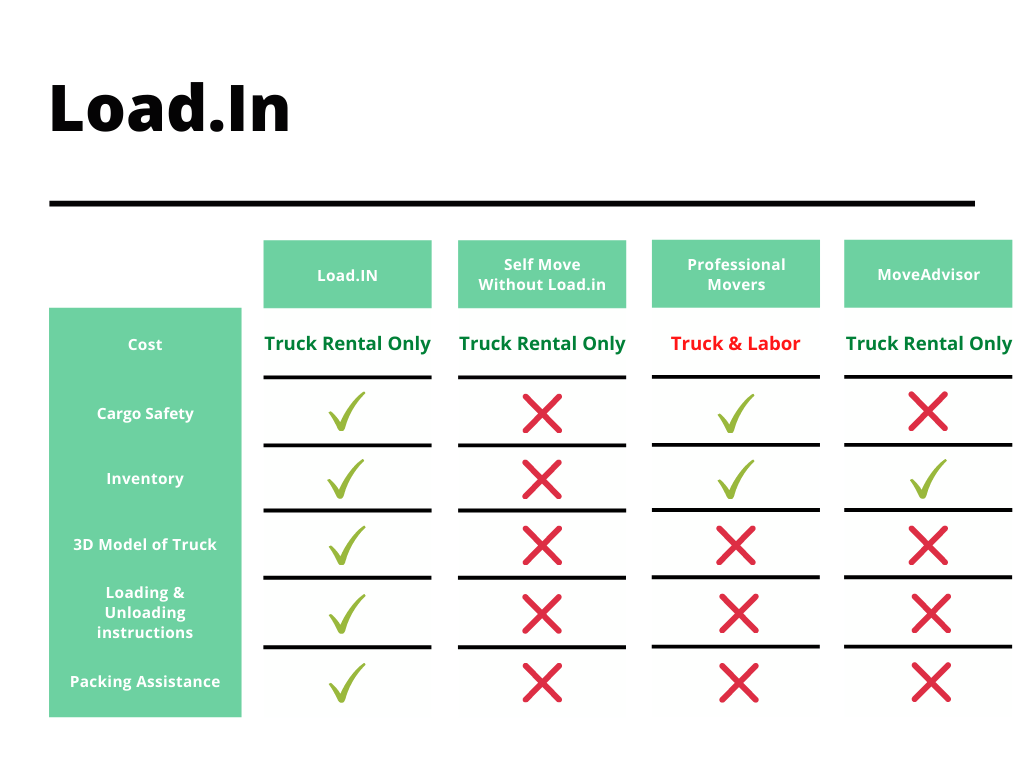 Load.In
Load.IN
Self Move
Without Load.in
Professional
Movers
MoveAdvisor
Cost
Truck Rental Only
Truck Rental Only
Truck & Labor
Truck Rental Only
Cargo Safety
Inventory
3D Model of Truck
Loading &
Unloading
instructions
Packing Assistance